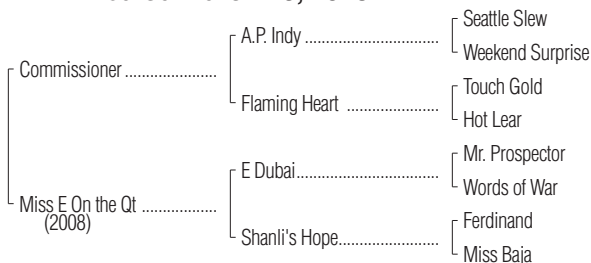 Seattle Slew
A.P. Indy
Weekend Surprise
Commissioner
Touch Gold
Flaming Heart
Hot Lear
Mr. Prospector
E Dubai
Words of War
Miss E On the Qt
(2008)
Ferdinand
Shanli's Hope
Miss Baja